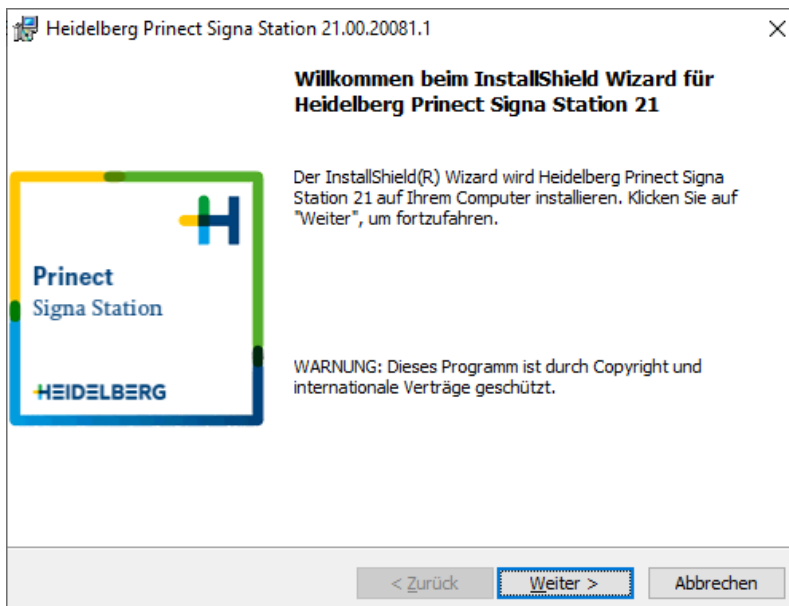 Heidelberg Prinect Signa Station 21.00.20081.1
Willkommen beim InstallShield Wizard für
Heidelberg Prinect Signa Station 21
Der InstallShield(R) Wizard wird Heidelberg Prinect Signa
Station 21 auf Ihrem Computer installieren. Klicken Sie auf
"Weiter", um fortzufahren.
Prinect
Signa Station
HEIDELBERG
WARNUNG: Dieses Programm ist durch Copyright und
internationale Verträge geschützt.
< Zurück
Weiter >
Abbrechen